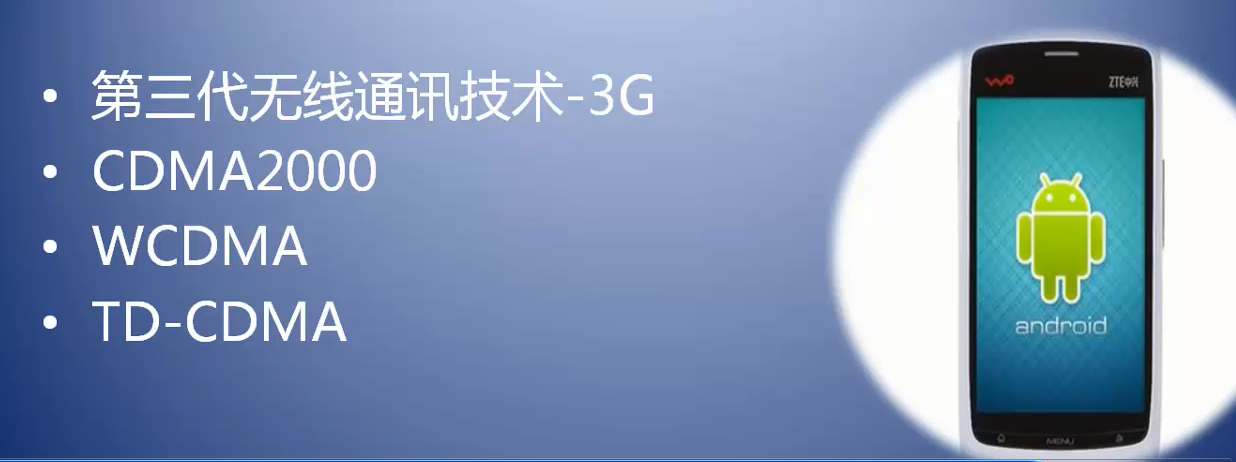 • 第三代无线通讯技术-3G
• CDMA2000
• WCDMA
• TD-CDMA
wo
ZTE中兴
android
MENU